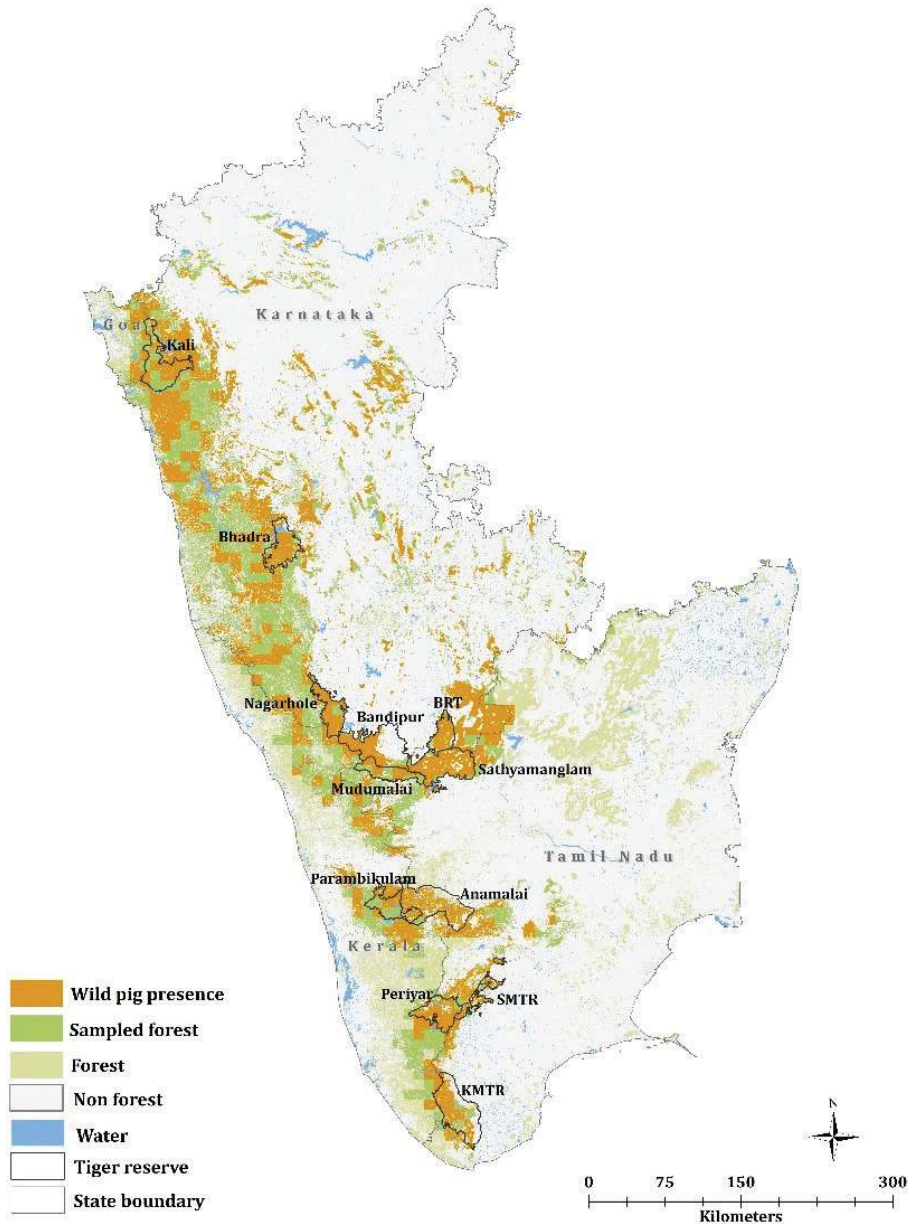 Goa
Karnataka
Kali
Bhadra
Nagarhole
Bandipur
BRT
Sathyamanglam
Mudumalai
Tamil Nadu
Parambikulam
Anamalai
Kerala
Periyar
SMTR
KMTR
Wild pig presence
Sampled forest
Forest
Non forest
Water
Tiger reserve
State boundary
N
0 75 150 300
Kilometers